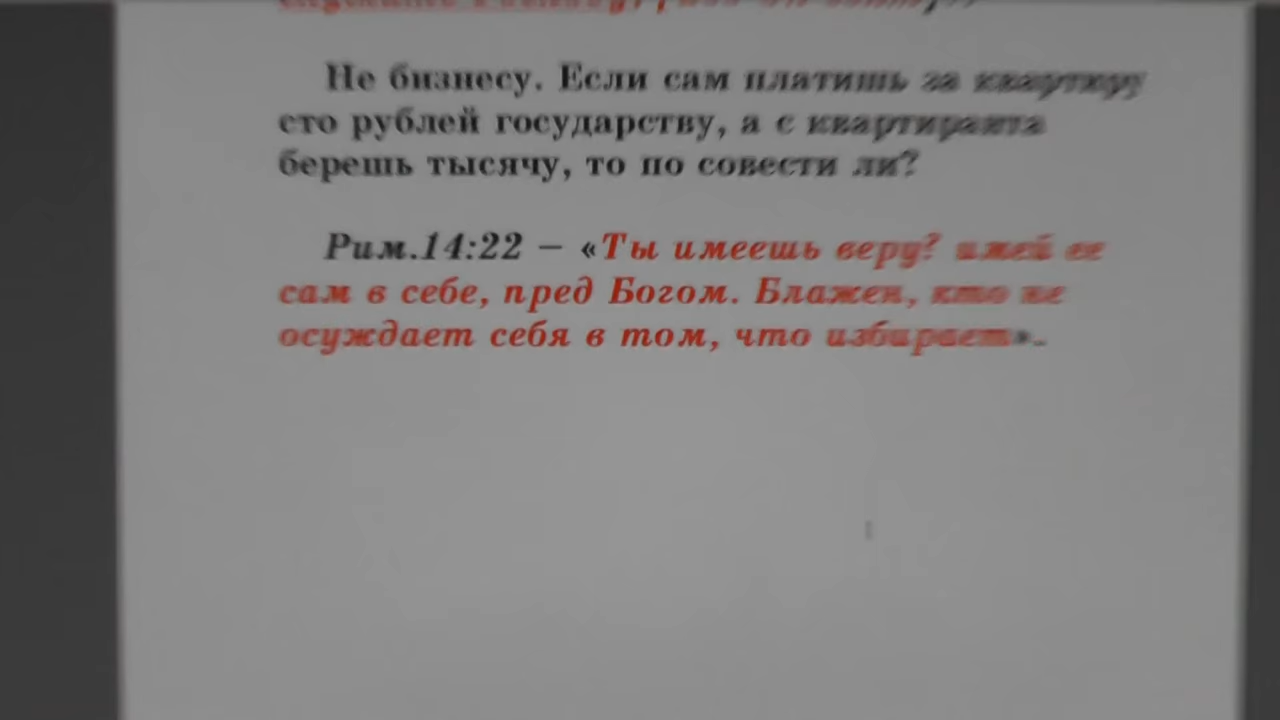 Не бизнесу. Если сам платишь за квартиру
сто рублей государству, а с квартиранта
берешь тысячу, то по совести ли?
Рим.14:22 – «Ты имеешь веру? имей ее
сам в себе, пред Богом. Блажен, кто не
осуждает себя в том, что избирает».